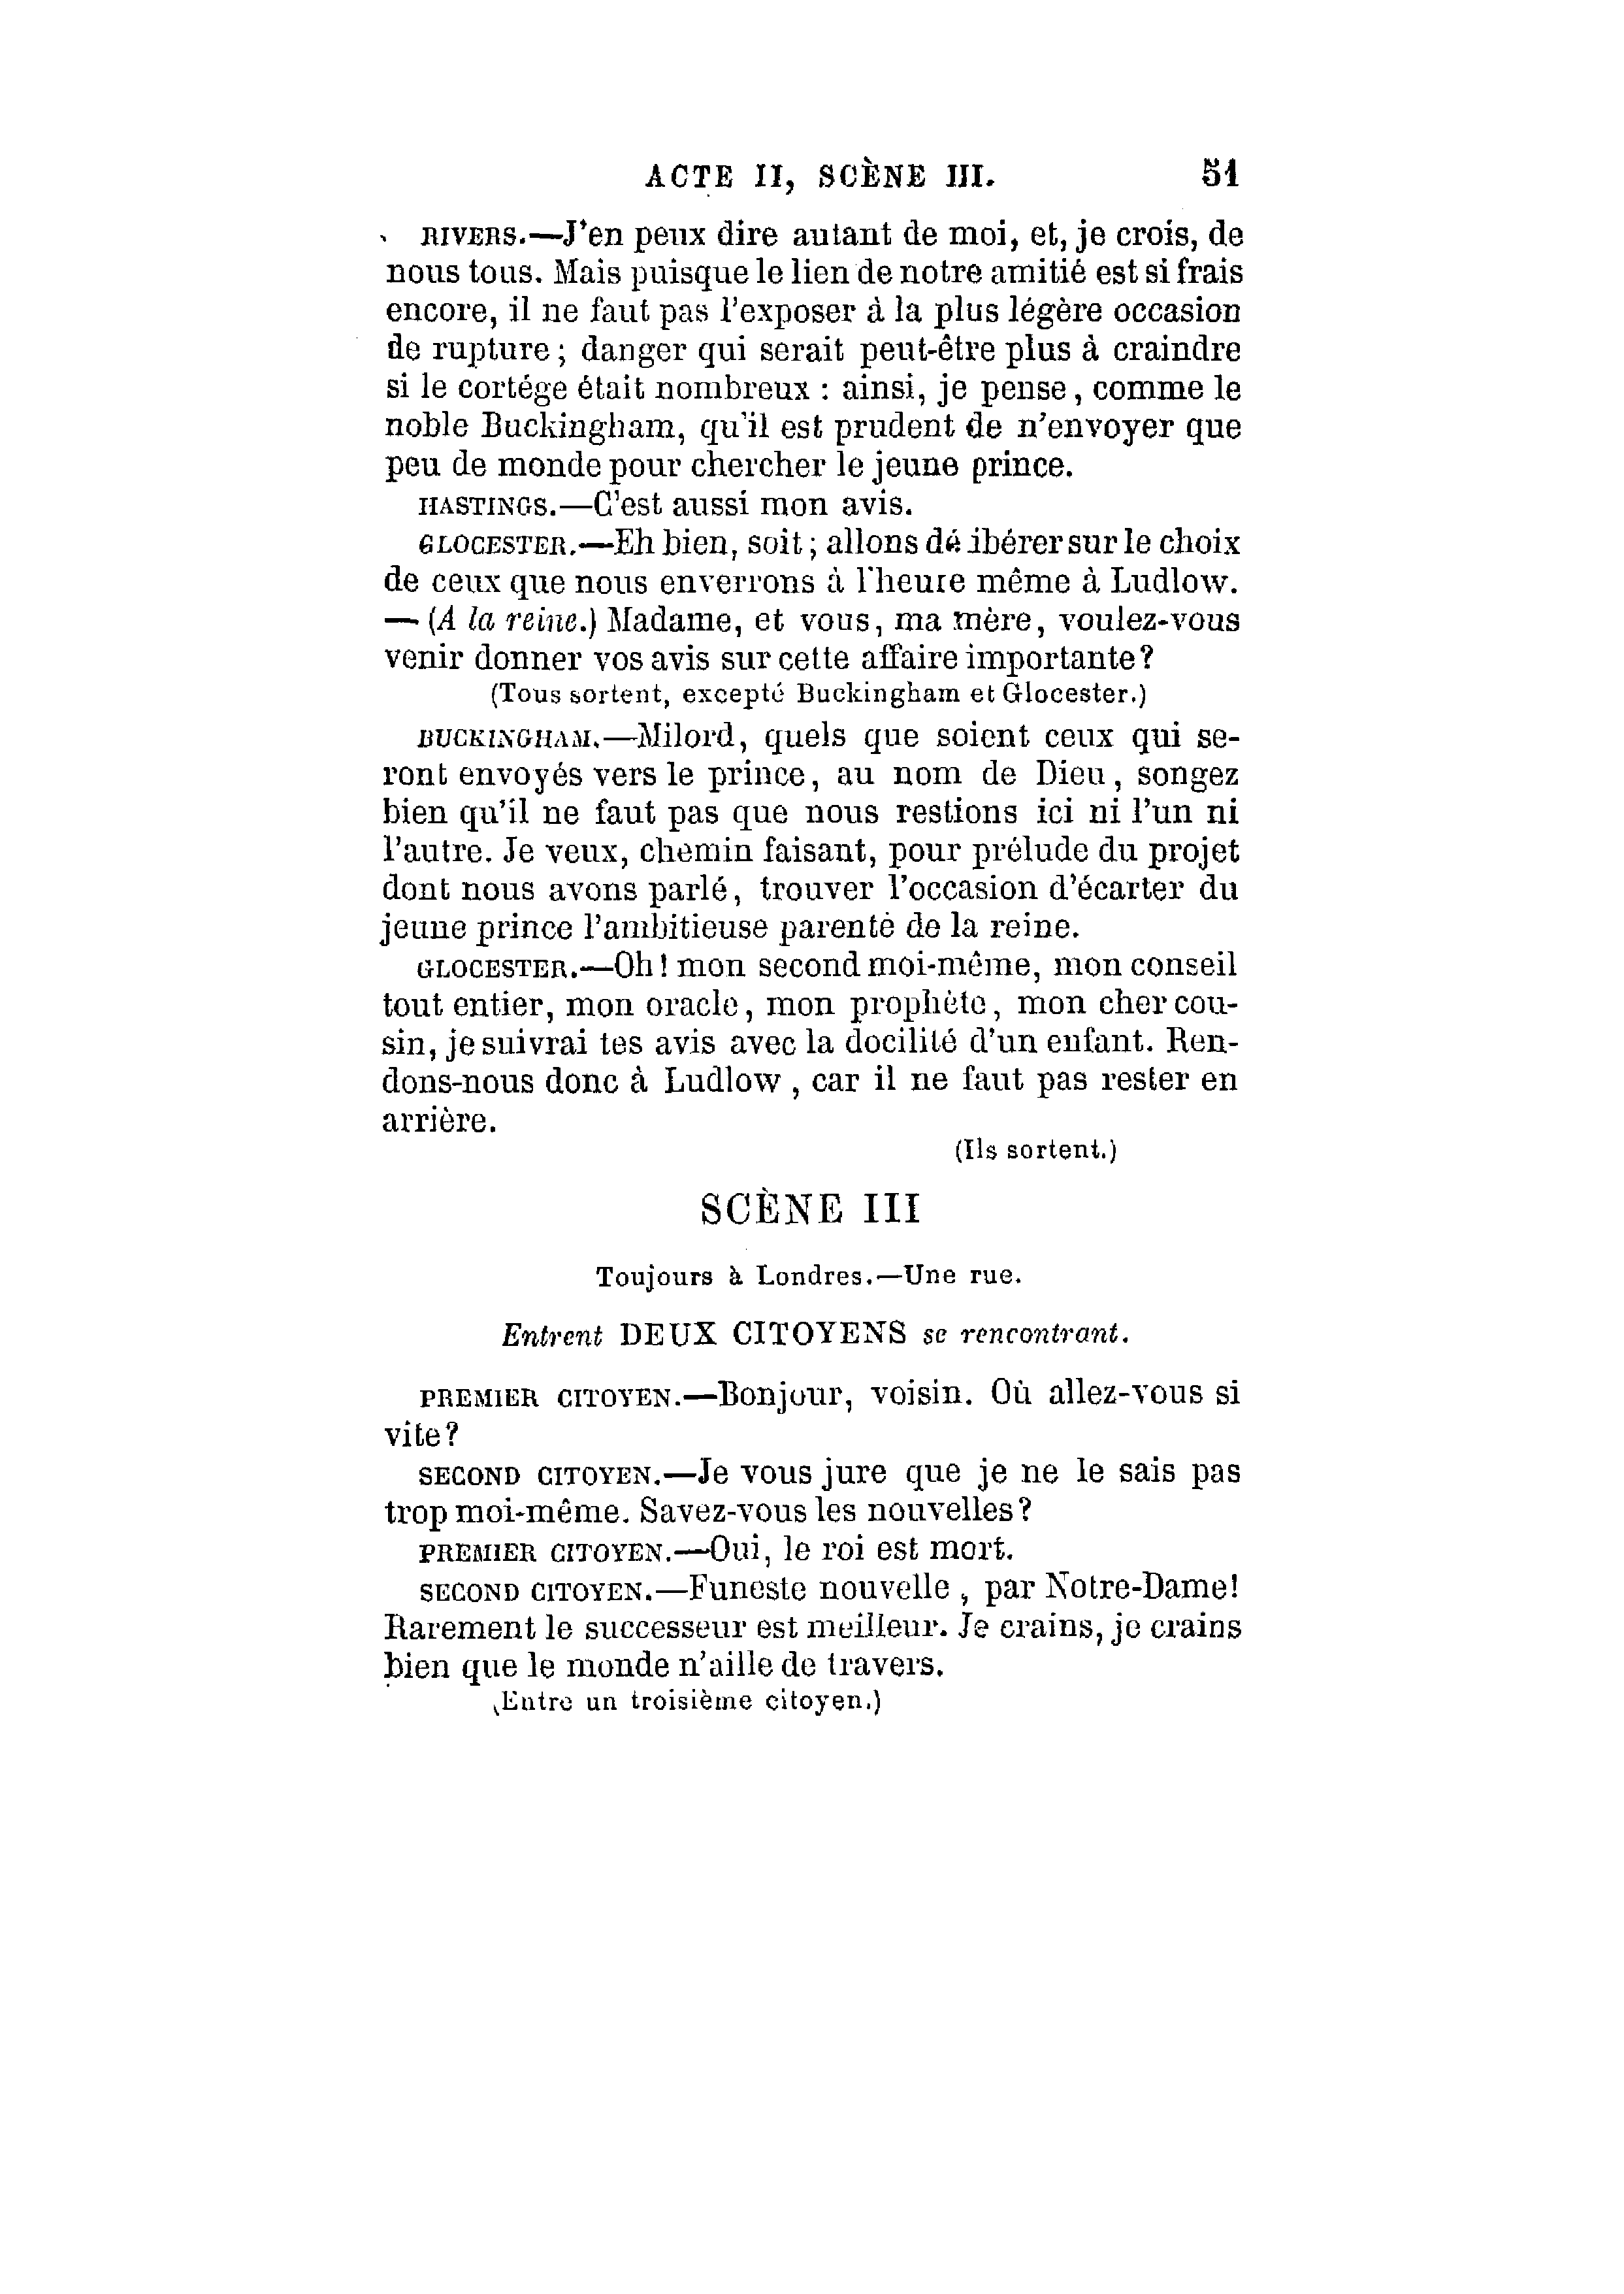 ACTE II, SCÈNE III. 51
RIVERS.—J'en peux dire autant de moi, et, je crois, de
nous tous. Mais puisque le lien de notre amitié est si frais
encore, il ne faut pas l'exposer à la plus légère occasion
de rupture ; danger qui serait peut-être plus à craindre
si le cortége était nombreux : ainsi, je pense, comme le
noble Buckingham, qu'il est prudent de n'envoyer que
peu de monde pour chercher le jeune prince.
HASTINGS.—C'est aussi mon avis.
GLOCESTER.—Eh bien, soit ; allons dé ibérer sur le choix
de ceux que nous enverrons à l'heure même à Ludlow.
— (A la reine.) Madame, et vous, ma mère, voulez-vous
venir donner vos avis sur cette affaire importante?
(Tous sortent, excepté Buckingham et Glocester.)
BUCKINGHAM.—Milord, quels que soient ceux qui se-
ront envoyés vers le prince, au nom de Dieu, songez
bien qu'il ne faut pas que nous restions ici ni l'un ni
l'autre. Je veux, chemin faisant, pour prélude du projet
dont nous avons parlé, trouver l'occasion d'écarter du
jeune prince l'ambitieuse parenté de la reine.
GLOCESTER.—Oh! mon second moi-même, mon conseil
tout entier, mon oracle, mon prophète, mon cher cou-
sin, je suivrai tes avis avec la docilité d'un enfant. Ren-
dons-nous donc à Ludlow , car il ne faut pas rester en
arrière.
(Ils sortent.)
SCÈNE III
Toujours à Londres.—Une rue.
Entrent DEUX CITOYENS se rencontrant.
PREMIER CITOYEN.—Bonjour, voisin. Où allez-vous si
vite?
SECOND CITOYEN.—Je vous jure que je ne le sais pas
trop moi-même. Savez-vous les nouvelles?
PREMIER CITOYEN.—Oui, le roi est mort.
SECOND CITOYEN.—Funeste nouvelle , par Notre-Dame!
Rarement le successeur est meilleur. Je crains, je crains
bien que le monde n'aille de travers.
(Entre un troisième citoyen.)